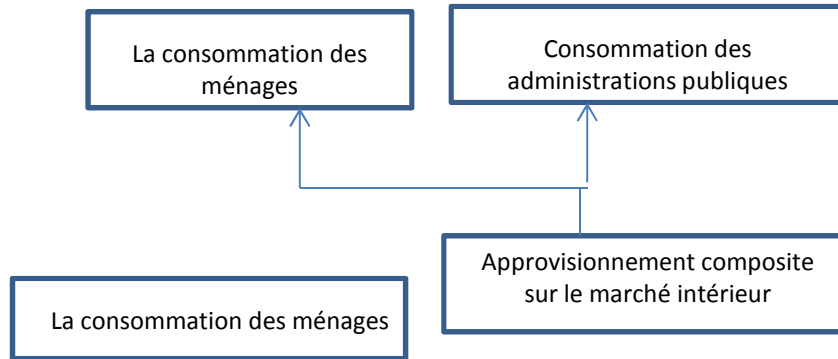 La consommation des
ménages
Consommation des
administrations publiques
Approvisionnement composite
sur le marché intérieur
La consommation des ménages